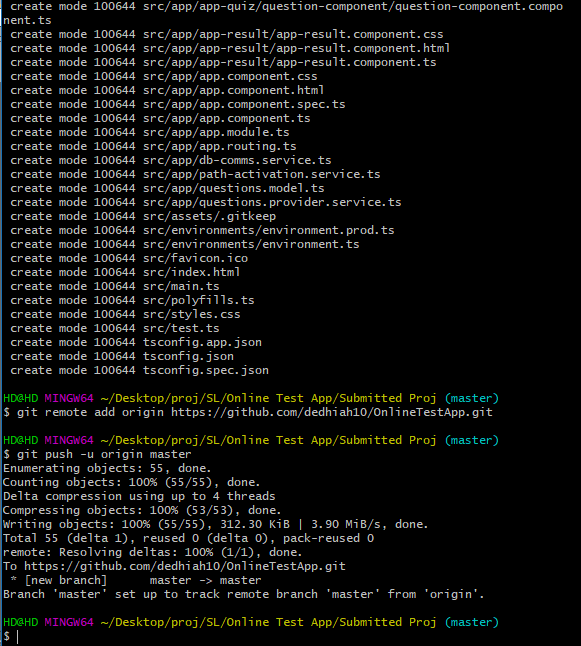 create mode 100644 src/app/app-quiz/question-component/question-component.compo
nent.ts
create mode 100644 src/app/app-result/app-result.component.css
create mode 100644 src/app/app-result/app-result.component.html
create mode 100644 src/app/app-result/app-result.component.ts
create mode 100644 src/app/app.component.css
create mode 100644 src/app/app.component.html
create mode 100644 src/app/app.component.spec.ts
create mode 100644 src/app/app.component.ts
create mode 100644 src/app/app.module.ts
create mode 100644 src/app/app.routing.ts
create mode 100644 src/app/db-comms.service.ts
create mode 100644 src/app/path-activation.service.ts
create mode 100644 src/app/questions.model.ts
create mode 100644 src/app/questions.provider.service.ts
create mode 100644 src/assets/.gitkeep
create mode 100644 src/environments/environment.prod.ts
create mode 100644 src/environments/environment.ts
create mode 100644 src/favicon.ico
create mode 100644 src/index.html
create mode 100644 src/main.ts
create mode 100644 src/polyfills.ts
create mode 100644 src/styles.css
create mode 100644 src/test.ts
create mode 100644 tsconfig.app.json
create mode 100644 tsconfig.json
create mode 100644 tsconfig.spec.json
HD@HD MINGW64 ~/Desktop/proj/SL/Online Test App/Submitted Proj (master)
$ git remote add origin https://github.com/dedhiah10/OnlineTestApp.git
HD@HD MINGW64 ~/Desktop/proj/SL/Online Test App/Submitted Proj (master)
$ git push -u origin master
Enumerating objects: 55, done.
Counting objects: 100% (55/55), done.
Delta compression using up to 4 threads
Compressing objects: 100% (53/53), done.
Writing objects: 100% (55/55), 312.30 KiB | 3.90 MiB/s, done.
Total 55 (delta 1), reused 0 (delta 0), pack-reused 0
remote: Resolving deltas: 100% (1/1), done.
To https://github.com/dedhiah10/OnlineTestApp.git
* [new branch]      master -> master
Branch 'master' set up to track remote branch 'master' from 'origin'.
HD@HD MINGW64 ~/Desktop/proj/SL/Online Test App/Submitted Proj (master)
$